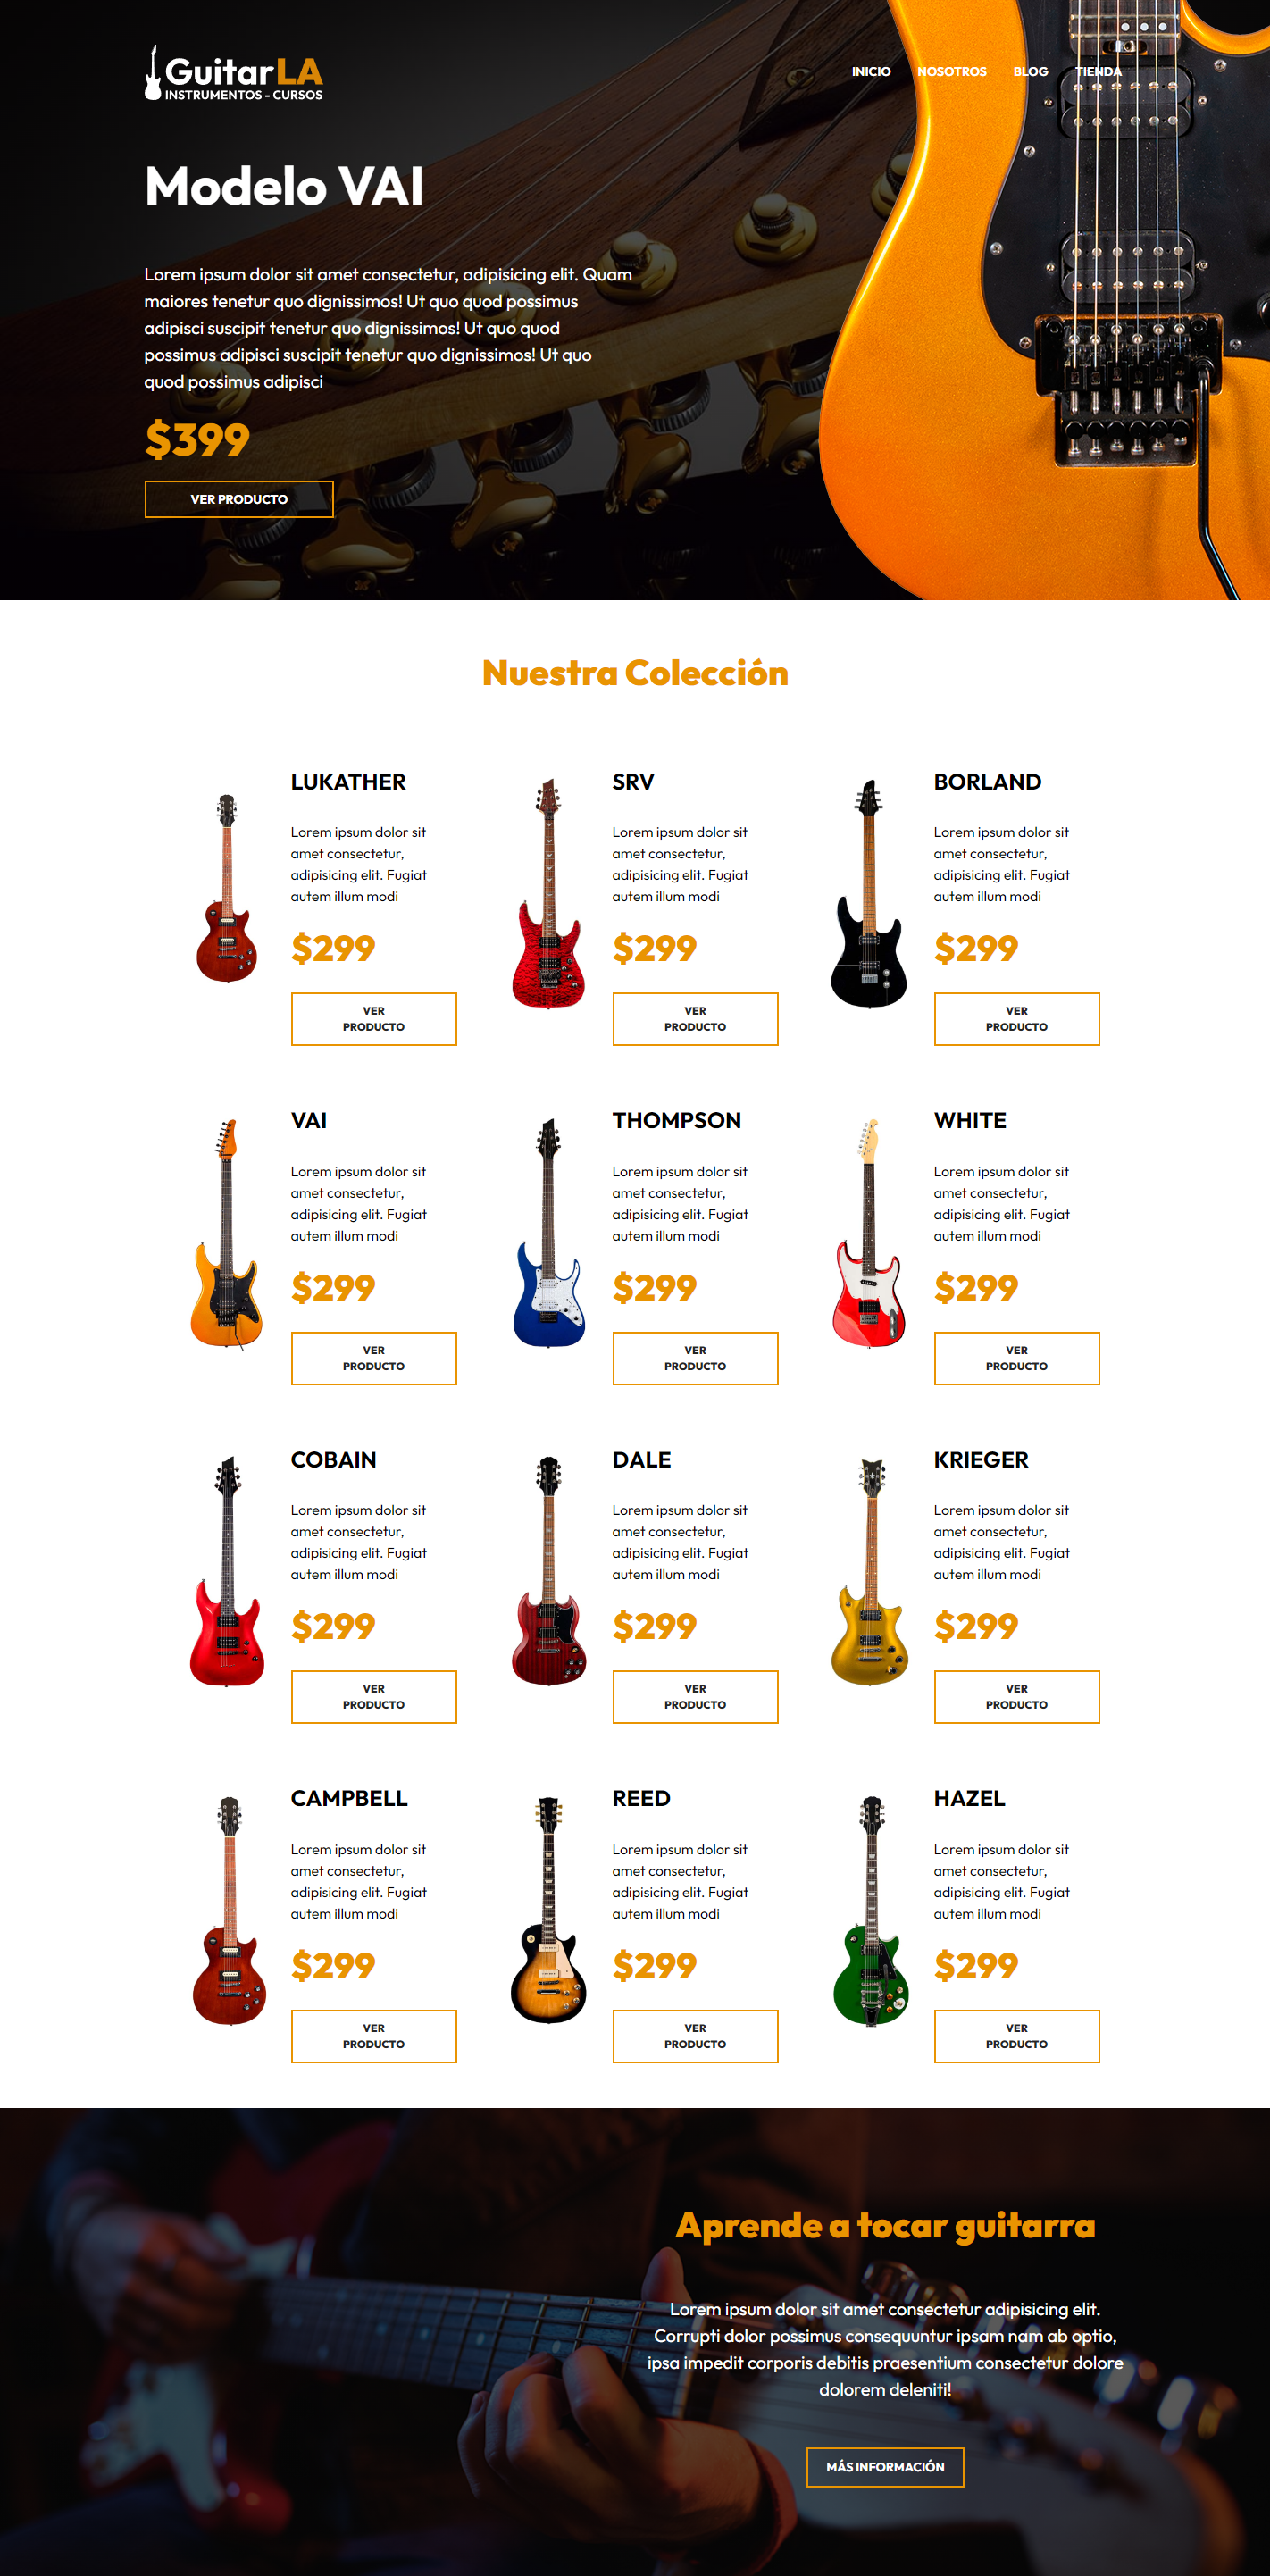 GuitarLA
INSTRUMENTOS - CURSOS
INICIO NOSOTROS BLOG TIENDA
Modelo VAI
Lorem ipsum dolor sit amet consectetur, adipisicing elit. Quam
maiores tenetur quo dignissimos! Ut quo quod possimus
adipisci suscipit tenetur quo dignissimos! Ut quo quod
possimus adipisci suscipit tenetur quo dignissimos! Ut quo
quod possimus adipisci
$399
VER PRODUCTO
Nuestra Colección
LUKATHER
Lorem ipsum dolor sit
amet consectetur,
adipisicing elit. Fugiat
autem illum modi
$299
VER
PRODUCTO
SRV
Lorem ipsum dolor sit
amet consectetur,
adipisicing elit. Fugiat
autem illum modi
$299
VER
PRODUCTO
BORLAND
Lorem ipsum dolor sit
amet consectetur,
adipisicing elit. Fugiat
autem illum modi
$299
VER
PRODUCTO
VAI
Lorem ipsum dolor sit
amet consectetur,
adipisicing elit. Fugiat
autem illum modi
$299
VER
PRODUCTO
THOMPSON
Lorem ipsum dolor sit
amet consectetur,
adipisicing elit. Fugiat
autem illum modi
$299
VER
PRODUCTO
WHITE
Lorem ipsum dolor sit
amet consectetur,
adipisicing elit. Fugiat
autem illum modi
$299
VER
PRODUCTO
COBAIN
Lorem ipsum dolor sit
amet consectetur,
adipisicing elit. Fugiat
autem illum modi
$299
VER
PRODUCTO
DALE
Lorem ipsum dolor sit
amet consectetur,
adipisicing elit. Fugiat
autem illum modi
$299
VER
PRODUCTO
KRIEGER
Lorem ipsum dolor sit
amet consectetur,
adipisicing elit. Fugiat
autem illum modi
$299
VER
PRODUCTO
CAMPBELL
Lorem ipsum dolor sit
amet consectetur,
adipisicing elit. Fugiat
autem illum modi
$299
VER
PRODUCTO
REED
Lorem ipsum dolor sit
amet consectetur,
adipisicing elit. Fugiat
autem illum modi
$299
VER
PRODUCTO
HAZEL
Lorem ipsum dolor sit
amet consectetur,
adipisicing elit. Fugiat
autem illum modi
$299
VER
PRODUCTO
Aprende a tocar guitarra
Lorem ipsum dolor sit amet consectetur adipisicing elit.
Corrupti dolor possimus consequuntur ipsam nam ab optio,
ipsa impedit corporis debitis praesentium consectetur dolore
dolorem deleniti!
MÁS INFORMACIÓN